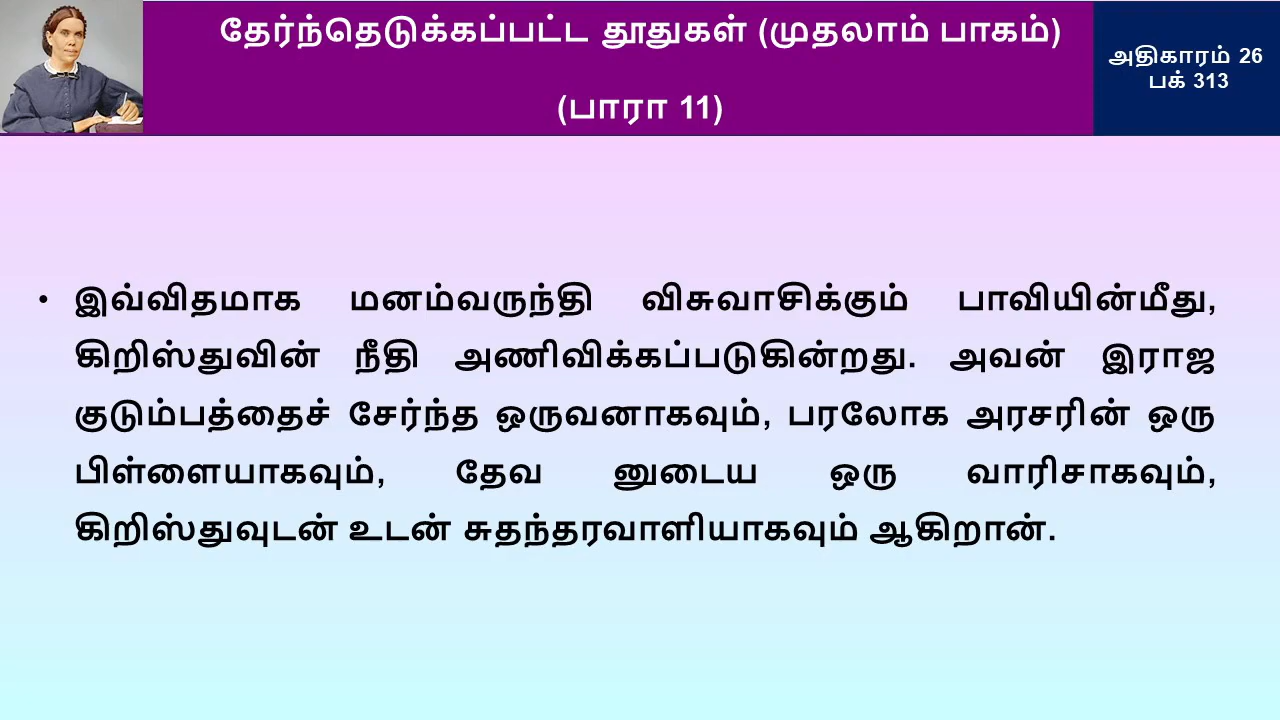 தேர்ந்தெடுக்கப்பட்ட தூதுகள் (முதலாம் பாகம்)
(பாரா 11)
அதிகாரம் 26
பக் 313
• இவ்விதமாக மனம்வருந்தி விசுவாசிக்கும் பாவியின்மீது,
கிறிஸ்துவின் நீதி அணிவிக்கப்படுகின்றது. அவன் இராஜ
குடும்பத்தைச் சேர்ந்த ஒருவனாகவும், பரலோக அரசரின் ஒரு
பிள்ளையாகவும், தேவ னுடைய ஒரு வாரிசாகவும்,
கிறிஸ்துவுடன் உடன் சுதந்தரவாளியாகவும் ஆகிறான்.